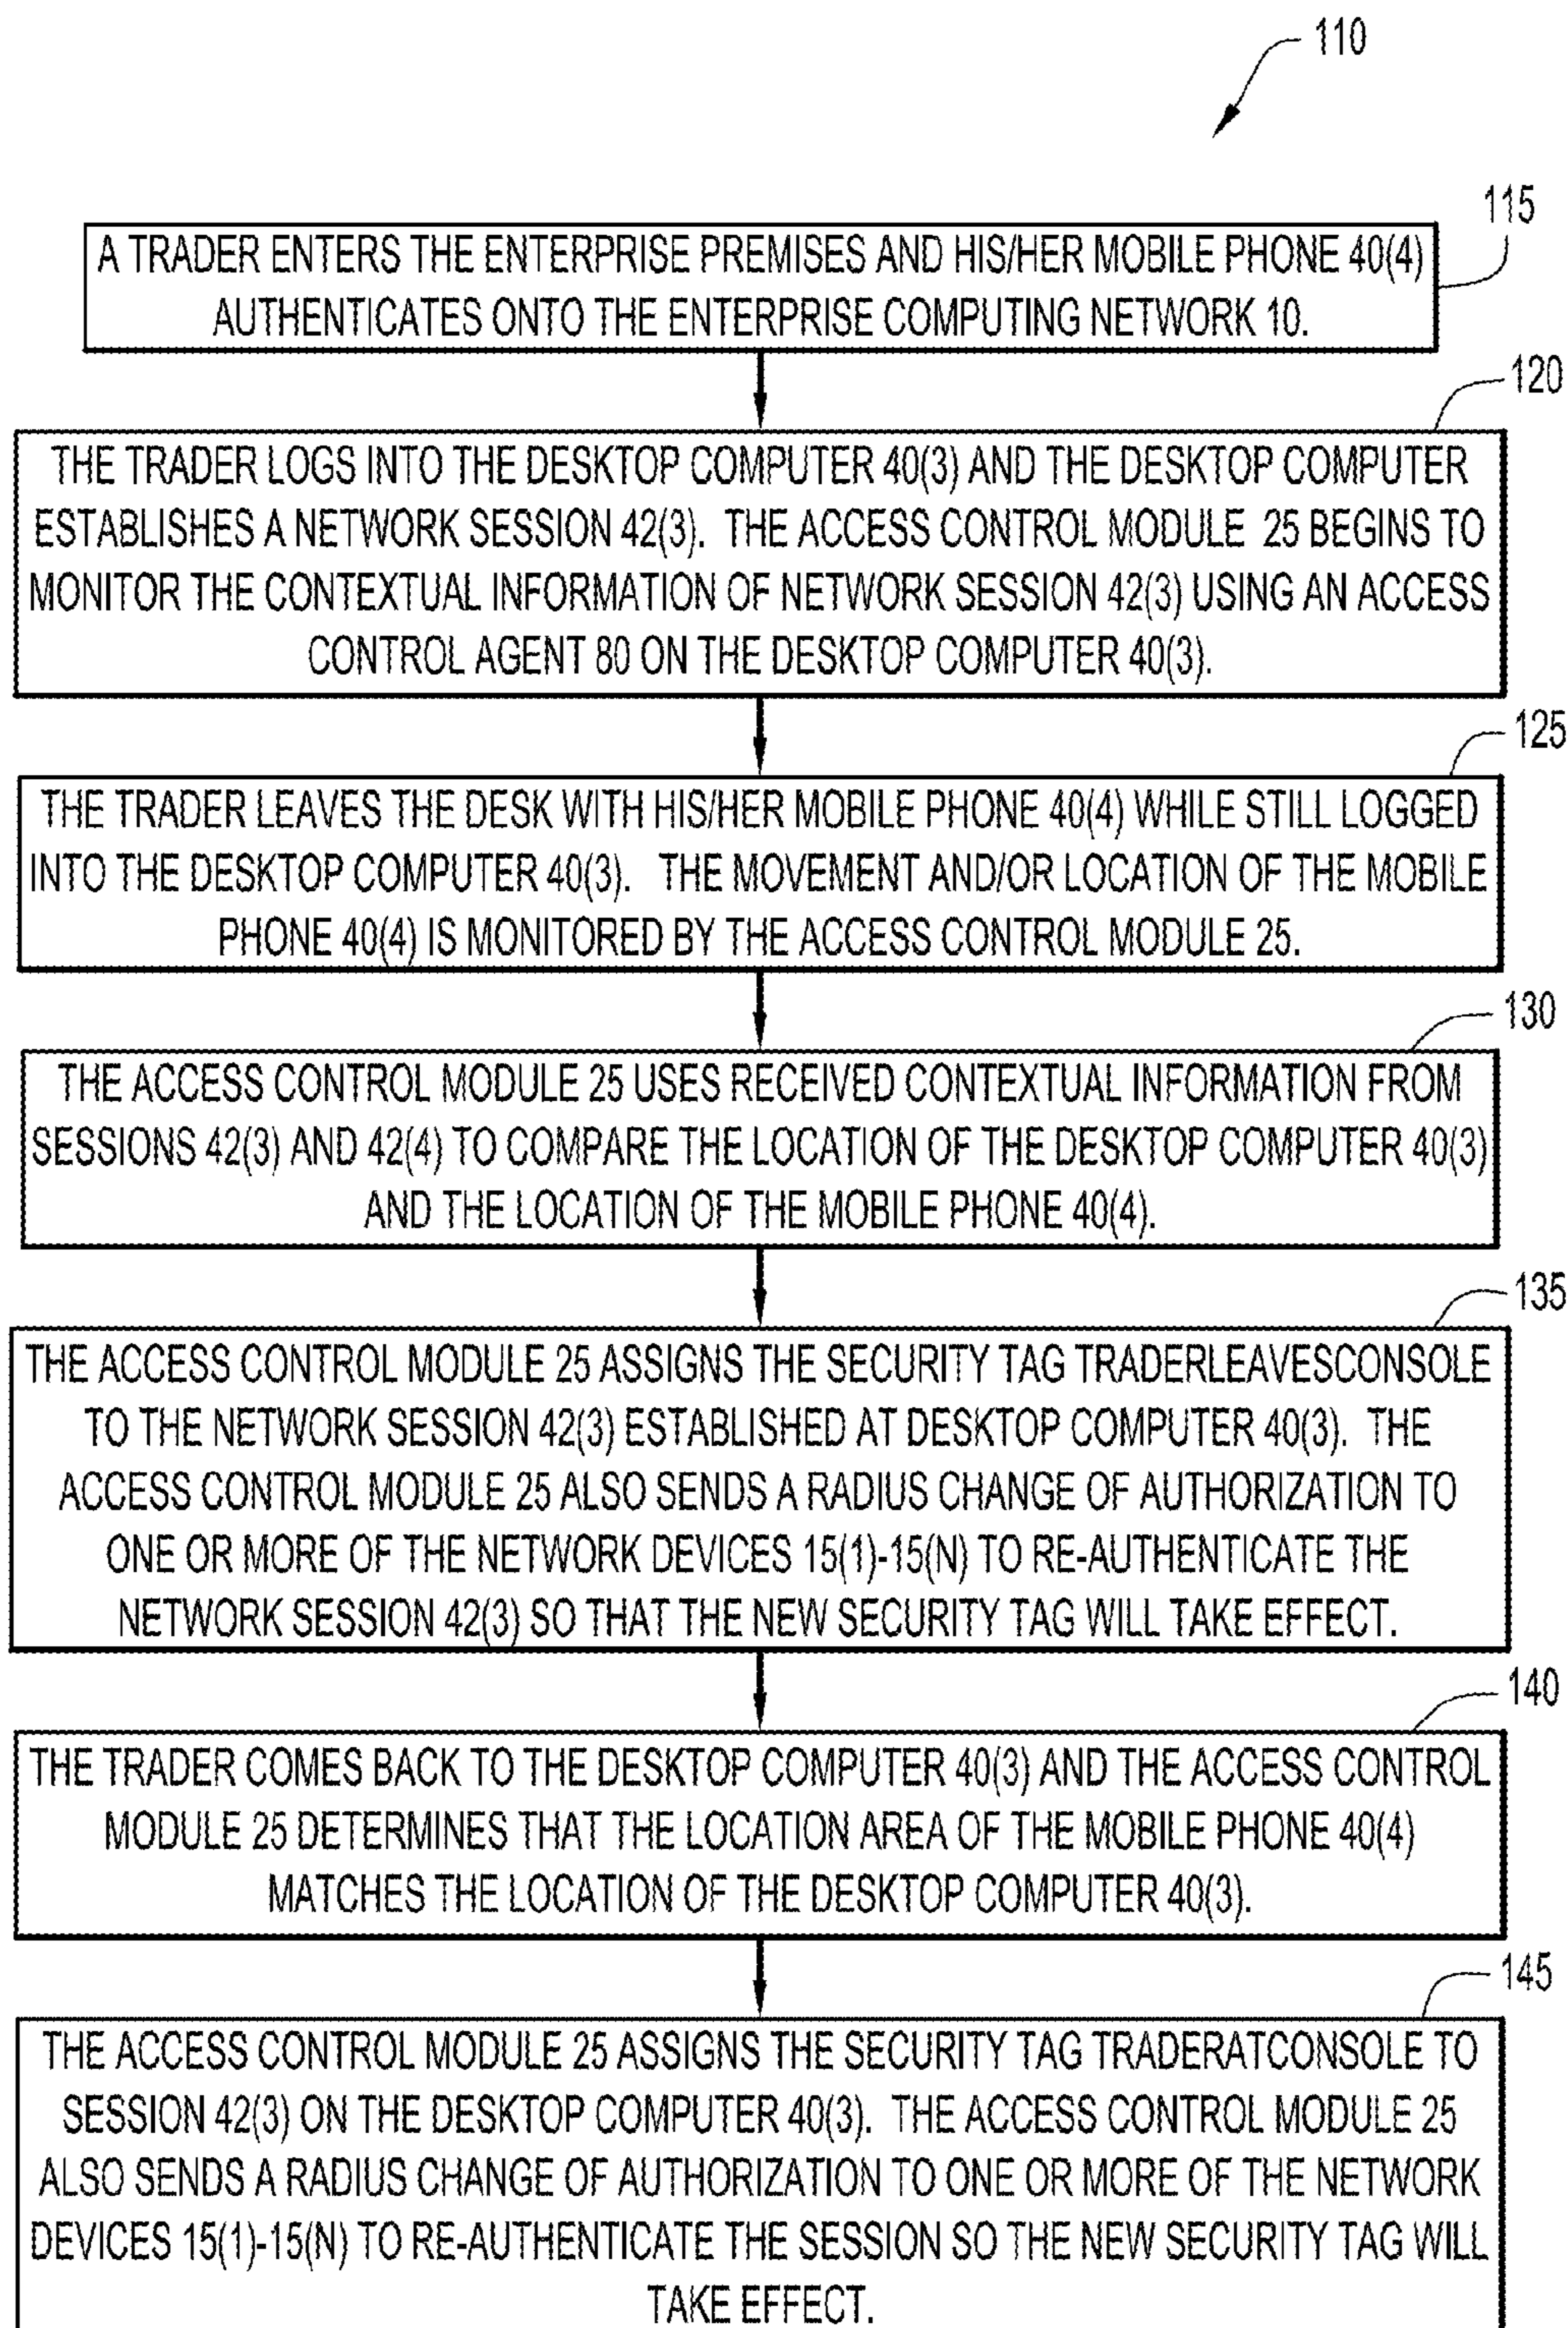 110
115
A TRADER ENTERS THE ENTERPRISE PREMISES AND HIS/HER MOBILE PHONE 40(4)
AUTHENTICATES ONTO THE ENTERPRISE COMPUTING NETWORK 10.
120
THE TRADER LOGS INTO THE DESKTOP COMPUTER 40(3) AND THE DESKTOP COMPUTER
ESTABLISHES A NETWORK SESSION 42(3). THE ACCESS CONTROL MODULE 25 BEGINS TO
MONITOR THE CONTEXTUAL INFORMATION OF NETWORK SESSION 42(3) USING AN ACCESS
CONTROL AGENT 80 ON THE DESKTOP COMPUTER 40(3).
125
THE TRADER LEAVES THE DESK WITH HIS/HER MOBILE PHONE 40(4) WHILE STILL LOGGED
INTO THE DESKTOP COMPUTER 40(3). THE MOVEMENT AND/OR LOCATION OF THE MOBILE
PHONE 40(4) IS MONITORED BY THE ACCESS CONTROL MODULE 25.
130
THE ACCESS CONTROL MODULE 25 USES RECEIVED CONTEXTUAL INFORMATION FROM
SESSIONS 42(3) AND 42(4) TO COMPARE THE LOCATION OF THE DESKTOP COMPUTER 40(3)
AND THE LOCATION OF THE MOBILE PHONE 40(4).
135
THE ACCESS CONTROL MODULE 25 ASSIGNS THE SECURITY TAG TRADERLEAVESCONSOLE
TO THE NETWORK SESSION 42(3) ESTABLISHED AT DESKTOP COMPUTER 40(3). THE
ACCESS CONTROL MODULE 25 ALSO SENDS A RADIUS CHANGE OF AUTHORIZATION TO
ONE OR MORE OF THE NETWORK DEVICES 15(1)-15(N) TO RE-AUTHENTICATE THE
NETWORK SESSION 42(3) SO THAT THE NEW SECURITY TAG WILL TAKE EFFECT.
140
THE TRADER COMES BACK TO THE DESKTOP COMPUTER 40(3) AND THE ACCESS CONTROL
MODULE 25 DETERMINES THAT THE LOCATION AREA OF THE MOBILE PHONE 40(4)
MATCHES THE LOCATION OF THE DESKTOP COMPUTER 40(3).
145
THE ACCESS CONTROL MODULE 25 ASSIGNS THE SECURITY TAG TRADERATCONSOLE TO
SESSION 42(3) ON THE DESKTOP COMPUTER 40(3). THE ACCESS CONTROL MODULE 25
ALSO SENDS A RADIUS CHANGE OF AUTHORIZATION TO ONE OR MORE OF THE NETWORK
DEVICES 15(1)-15(N) TO RE-AUTHENTICATE THE SESSION SO THE NEW SECURITY TAG WILL
TAKE EFFECT.